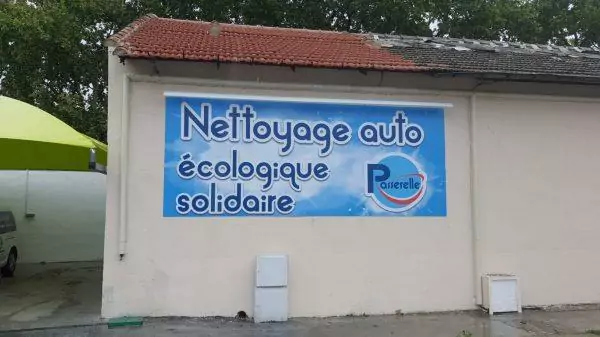 Nettoyage auto
écologique
solidaire
Passerelle